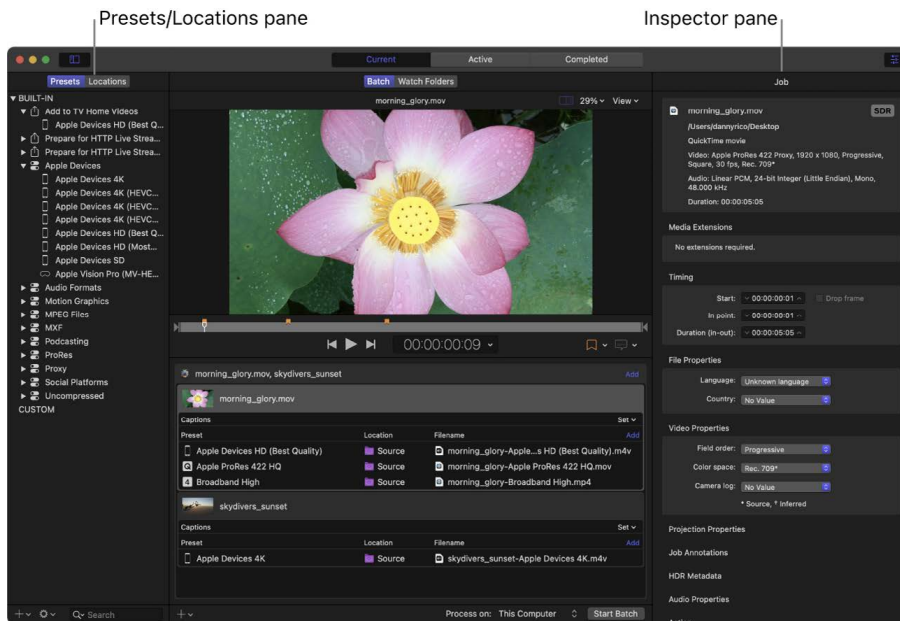 Presets/Locations pane
Inspector pane
Current Active Completed
Presets Locations
Batch Watch Folders
Job
BUILT-IN
Add to TV Home Videos
Apple Devices HD (Best Q...
Prepare for HTTP Live Strea...
Prepare for HTTP Live Strea...
Apple Devices
Apple Devices 4K
Apple Devices 4K (HEVC...
Apple Devices 4K (HEVC...
Apple Devices 4K (HEVC...
Apple Devices HD (Best Q...
Apple Devices HD (Most...
Apple Devices SD
Apple Vision Pro (MV-HE...
Audio Formats
Motion Graphics
MPEG Files
MXF
Podcasting
ProRes
Proxy
Social Platforms
Uncompressed
CUSTOM
Search
morning_glory.mov 29% View
00:00:00:09
morning_glory.mov, skydivers_sunset Add
morning_glory.mov
Captions Set
Preset Location Filename Add
Apple Devices HD (Best Quality) Source morning_glory-Apple...s HD (Best Quality).m4v
Apple ProRes 422 HQ Source morning_glory-Apple ProRes 422 HQ.mov
4 Broadband High Source morning_glory-Broadband High.mp4
skydivers_sunset
Captions Set
Preset Location Filename Add
Apple Devices 4K Source skydivers_sunset-Apple Devices 4K.m4v
Process on: This Computer Start Batch
morning_glory.mov SDR
/Users/dannyrico/Desktop
QuickTime movie
Video: Apple ProRes 422 Proxy, 1920 x 1080, Progressive,
Square, 30 fps, Rec. 709*
Audio: Linear PCM, 24-bit Integer (Little Endian), Mono,
48.000 kHz
Duration: 00:00:05:05
Media Extensions
No extensions required.
Timing
Start: 00:00:00:01 Drop frame
In point: 00:00:00:01
Duration (in-out): 00:00:05:05
File Properties
Language: Unknown language
Country: No Value
Video Properties
Field order: Progressive
Color space: Rec. 709*
Camera log: No Value
* Source, † Inferred
Projection Properties
Job Annotations
HDR Metadata
Audio Properties